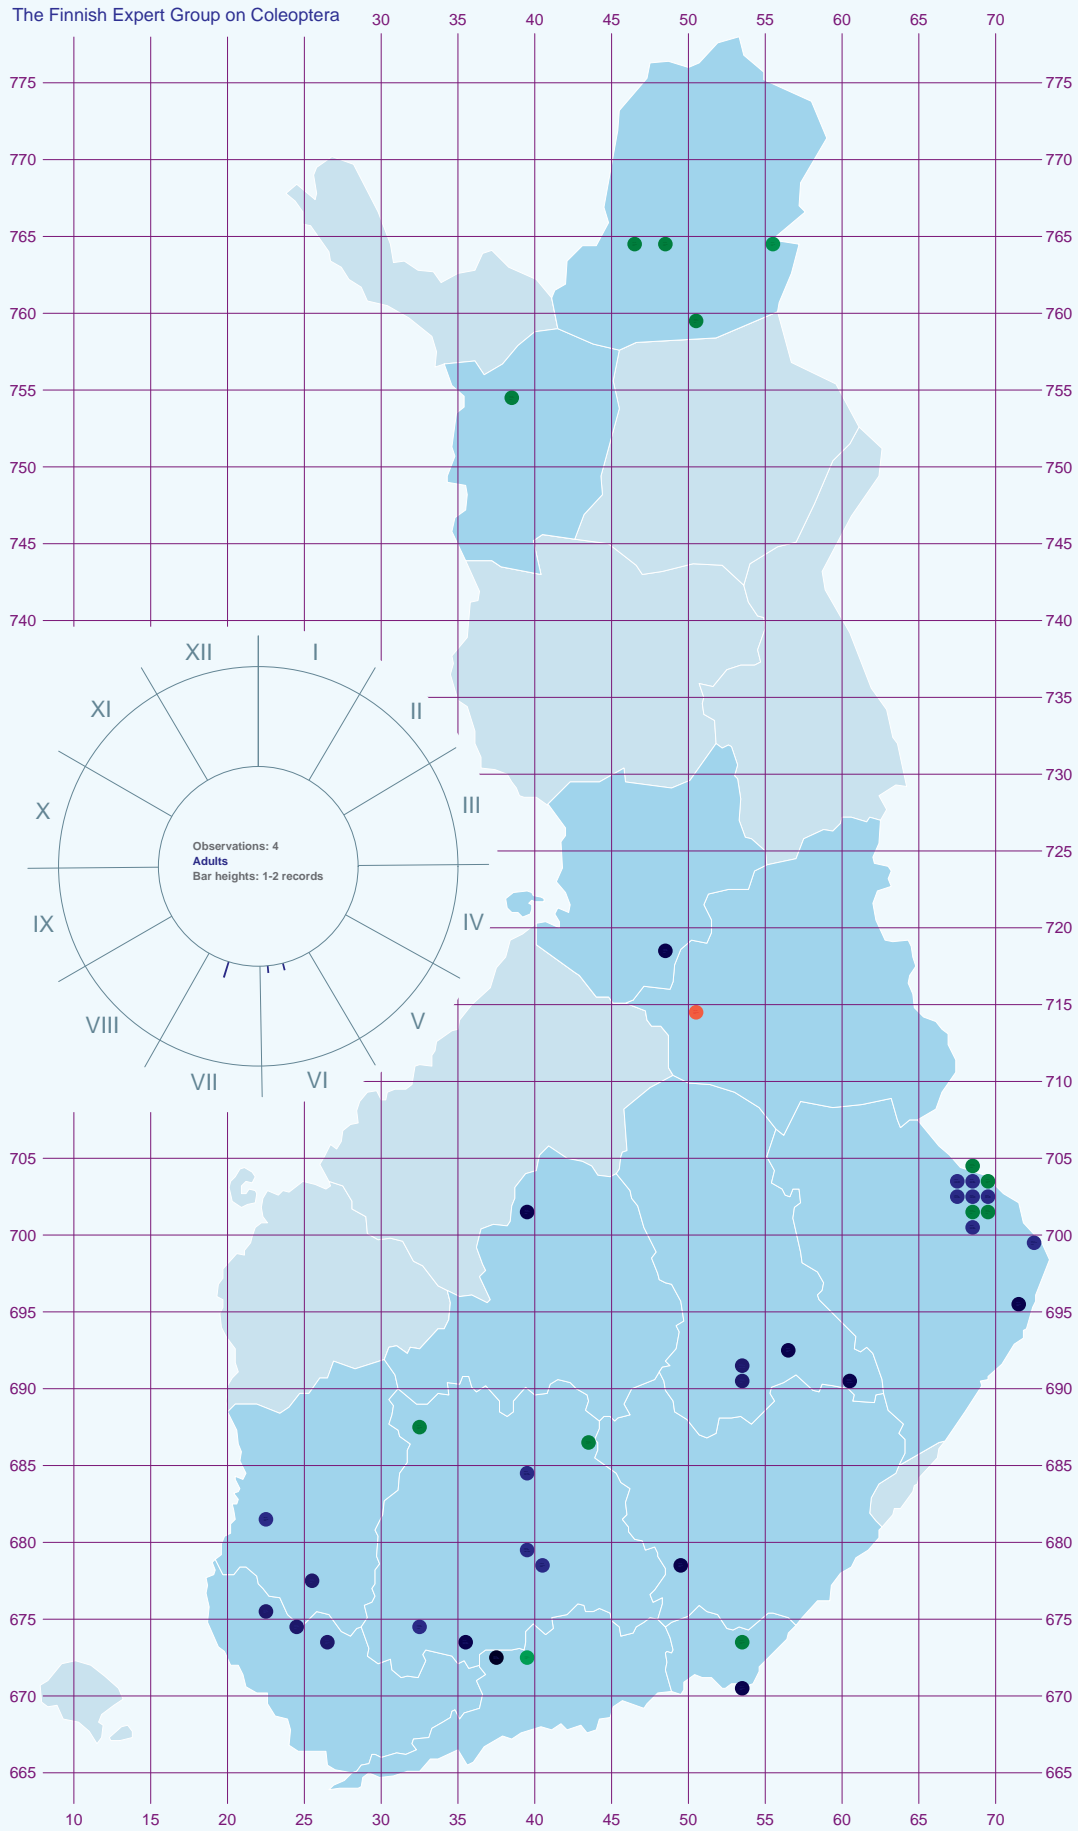 The Finnish Expert Group on Coleoptera
30 35 40 45 50 55 60 65 70
775 775
770 770
765 765
760 760
755 755
750 750
745 745
740 740
XII I
XI II
735
730
X III
725
Observations: 4
Adults
Bar heights: 1-2 records
IX IV
720
715
VIII V
VII VI
710
705 705
700 700
695 695
690 690
685 685
680 680
675 675
670 670
665 665
10 15 20 25 30 35 40 45 50 55 60 65 70